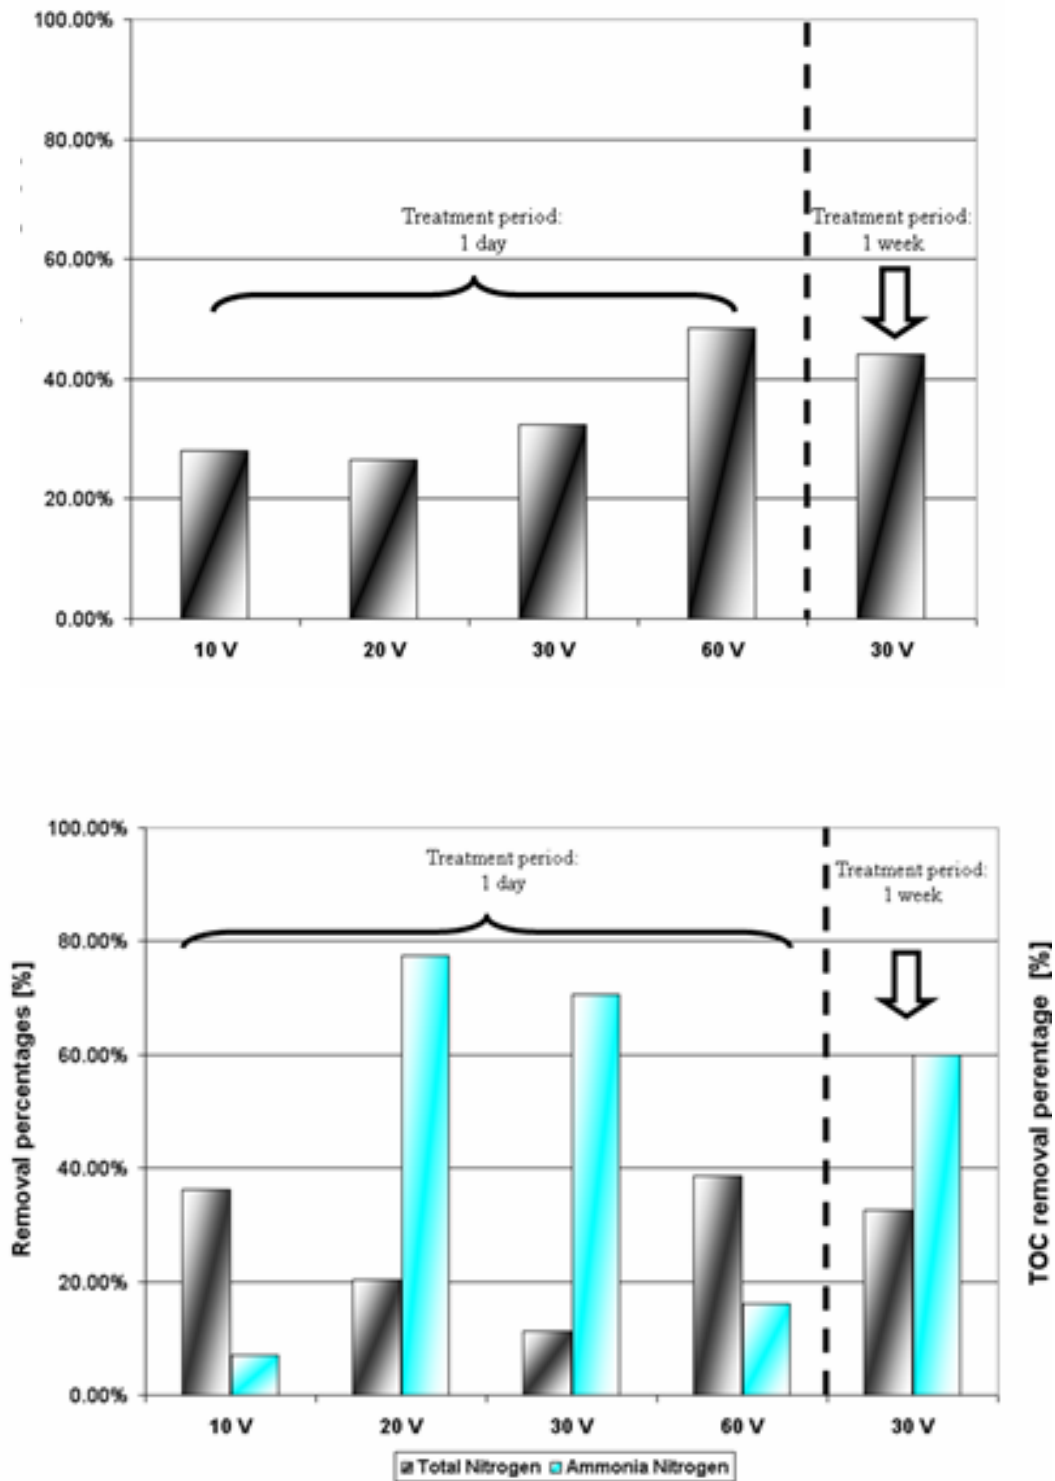 100.00%
80.00%
60.00%
40.00%
20.00%
0.00%
Treatment period:
1 day
Treatment period:
1 week
10 V 20 V 30 V 60 V 30 V
Removal percentages [%]
100.00%
80.00%
60.00%
40.00%
20.00%
0.00%
Treatment period:
1 day
Treatment period:
1 week
10 V 20 V 30 V 60 V 30 V
Total Nitrogen Ammonia Nitrogen
TOC removal perentage [%]